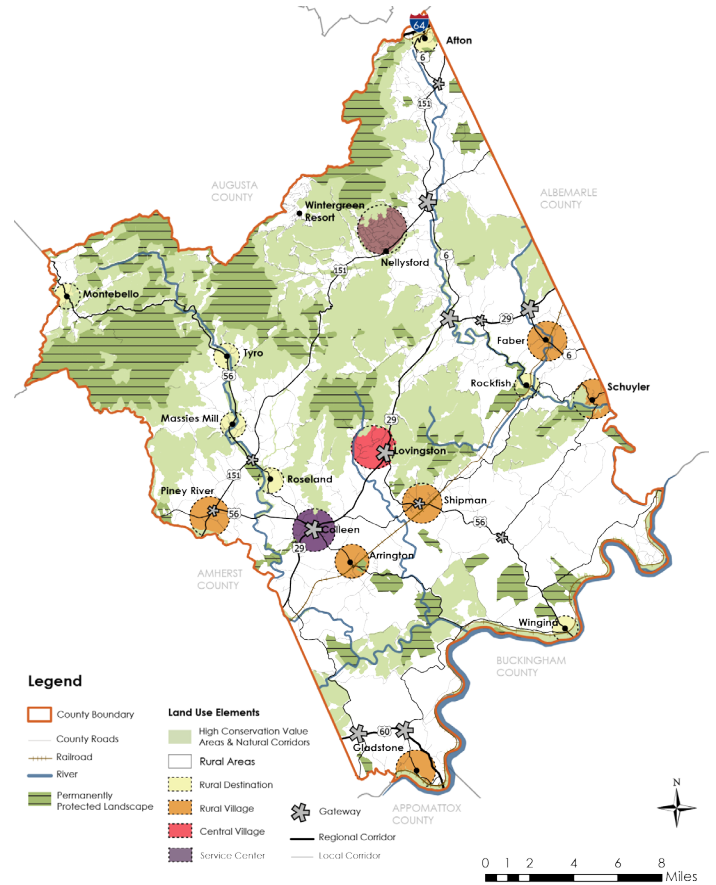 64
Afton
6
151
AUGUSTA
COUNTY
ALBEMARLE
COUNTY
Wintergreen
Resort
Nellysford
151
6
Montebello
29
Faber
6
Tyro
56
Rockfish
Schuyler
29
Massies Mill
Lovingston
151
Roseland
Piney River
56
Shipman
56
Colleen
29
Arrington
AMHERST
COUNTY
Wingina
BUCKINGHAM
COUNTY
60
Gladstone
APPOMATTOX
COUNTY
Legend
County Boundary
County Roads
Railroad
River
Permanently
Protected Landscape
Land Use Elements
High Conservation Value
Areas & Natural Corridors
Rural Areas
Rural Destination
Rural Village
Central Village
Service Center
Gateway
Regional Corridor
Local Corridor
N
0 1 2 4 6 8
Miles